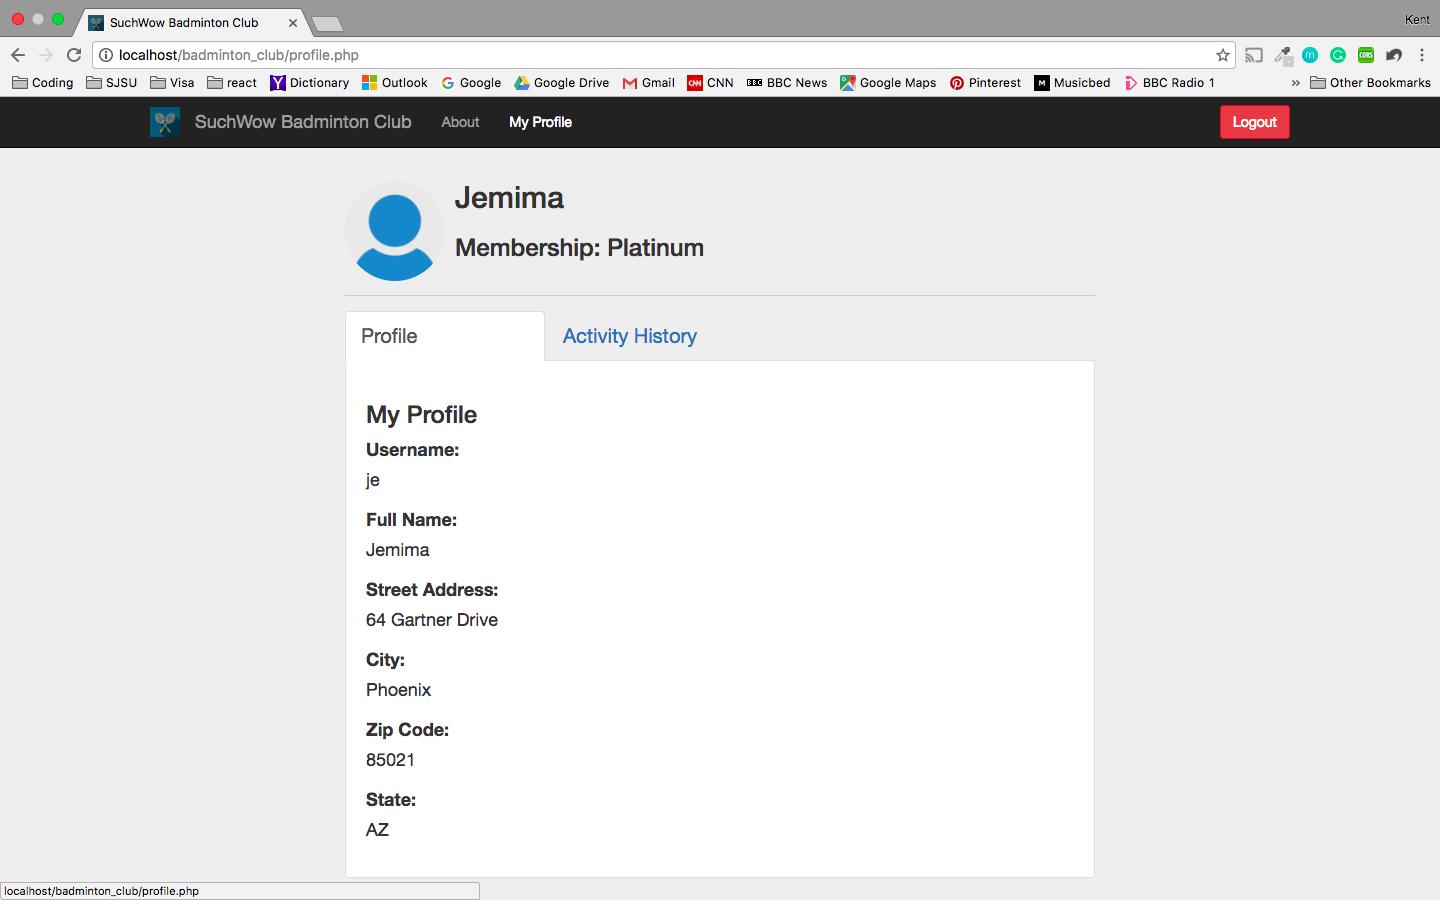 SuchWow Badminton Club
Kent
localhost/badminton_club/profile.php
Coding SJSU Visa react Dictionary Outlook Google Google Drive Gmail CNN BBC News Google Maps Pinterest Musicbed BBC Radio 1 » Other Bookmarks
SuchWow Badminton Club About My Profile Logout
Jemima
Membership: Platinum
Profile Activity History
My Profile
Username:
je
Full Name:
Jemima
Street Address:
64 Gartner Drive
City:
Phoenix
Zip Code:
85021
State:
AZ
localhost/badminton_club/profile.php